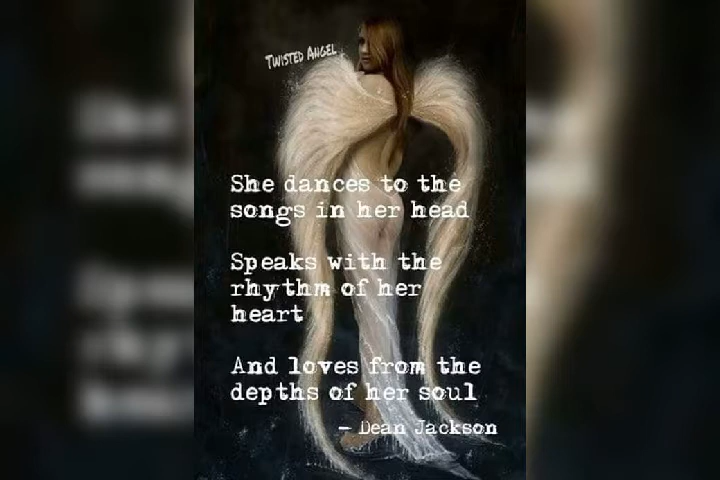 Twisted Angel
She dances to the
songs in her head
Speaks with the
rhythm of her
heart
And loves from the
depths of her soul
- Dean Jackson